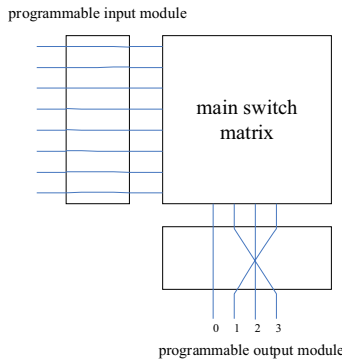 programmable input module
main switch
matrix
0 1 2 3
programmable output module